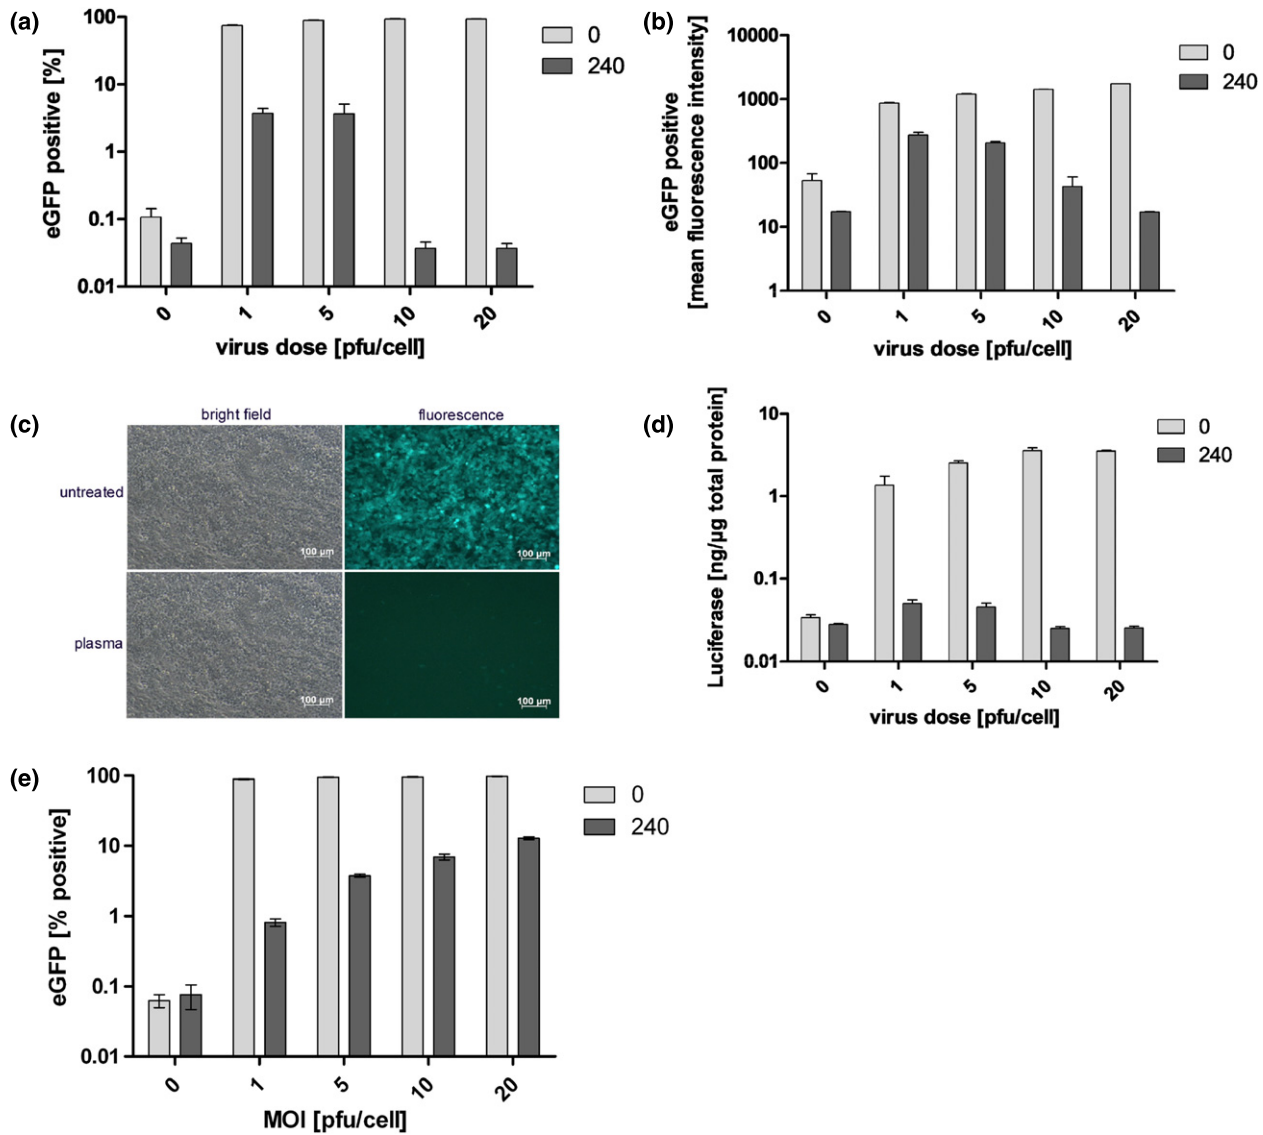 (a)
eGFP positive [%]
100
10
1
0.1
0.01
0
1
5
10
20
virus dose [pfu/cell]
0
240
(b)
eGFP positive
[mean fluorescence intensity]
10000
1000
100
10
1
0
1
5
10
20
virus dose [pfu/cell]
0
240
(c)
bright field
fluorescence
untreated
100 µm
100 µm
plasma
100 µm
100 µm
(d)
Luciferase [ng/µg total protein]
10
1
0.1
0.01
0
1
5
10
20
virus dose [pfu/cell]
0
240
(e)
eGFP [% positive]
100
10
1
0.1
0.01
0
1
5
10
20
MOI [pfu/cell]
0
240